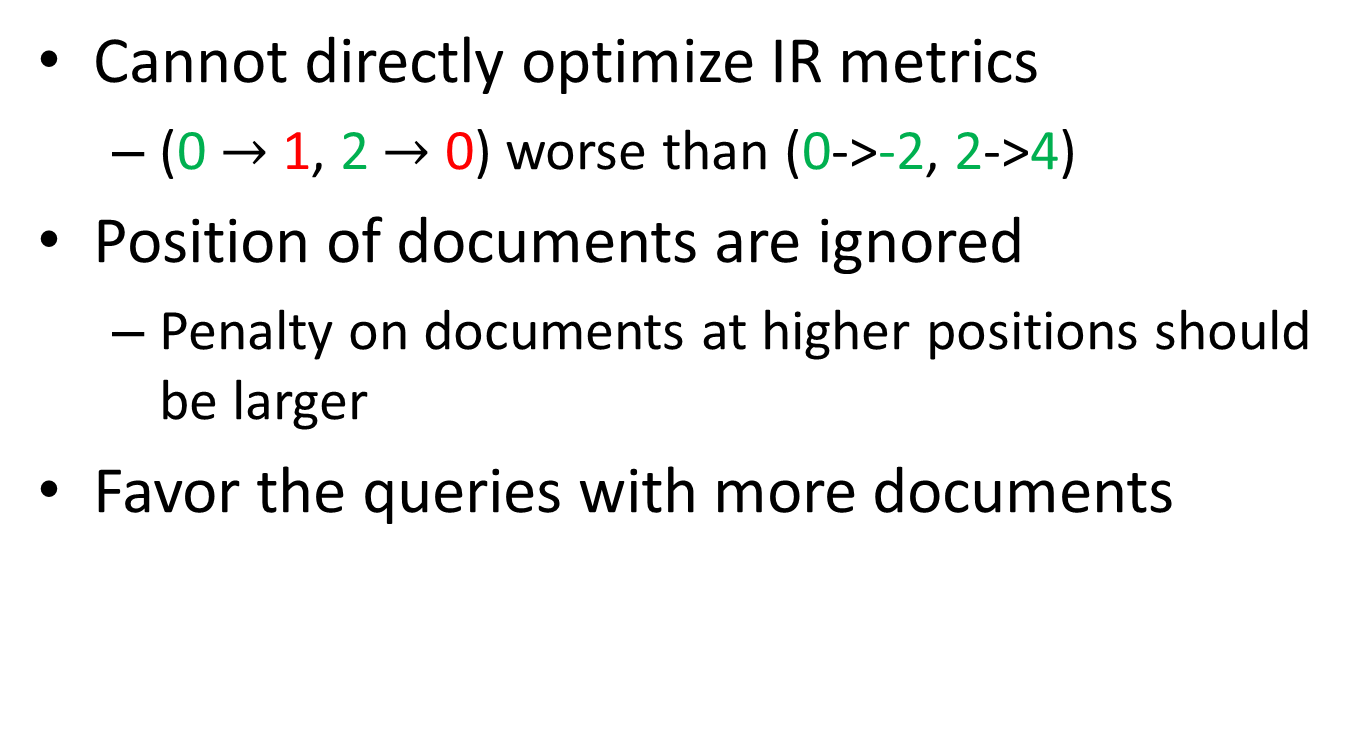 • Cannot directly optimize IR metrics
– (0 → 1, 2 → 0) worse than (0->-2, 2->4)
• Position of documents are ignored
– Penalty on documents at higher positions should
be larger
• Favor the queries with more documents